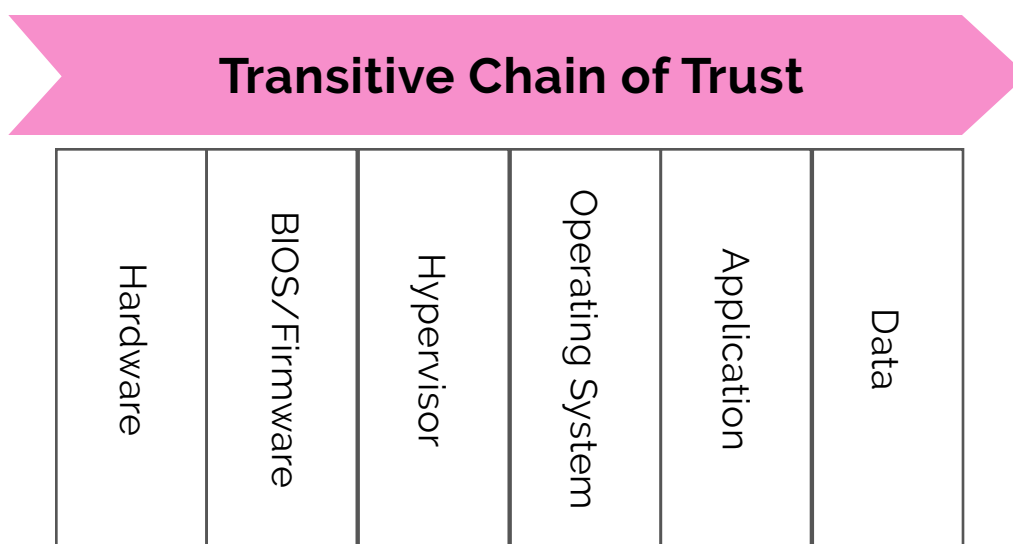 Transitive Chain of Trust
Hardware
BIOS/Firmware
Hypervisor
Operating System
Application
Data